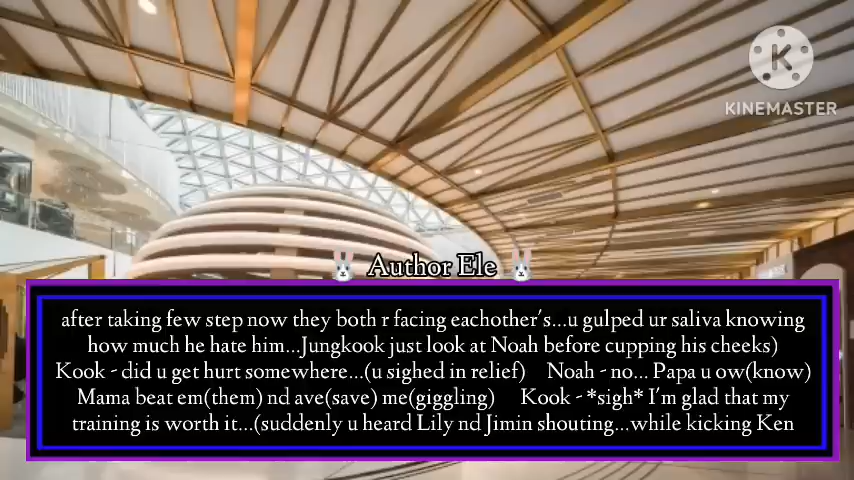 KINEMASTER
🐰 Author Ele 🐰
after taking few step now they both r facing eachother's...u gulped ur saliva knowing
how much he hate him...Jungkook just look at Noah before cupping his cheeks)
Kook - did u get hurt somewhere...(u sighed in relief) Noah - no... Papa u ow(know)
Mama beat em(them) nd ave(save) me(giggling) Kook - *sigh* I'm glad that my
training is worth it...(suddenly u heard Lily nd Jimin shouting...while kicking Ken